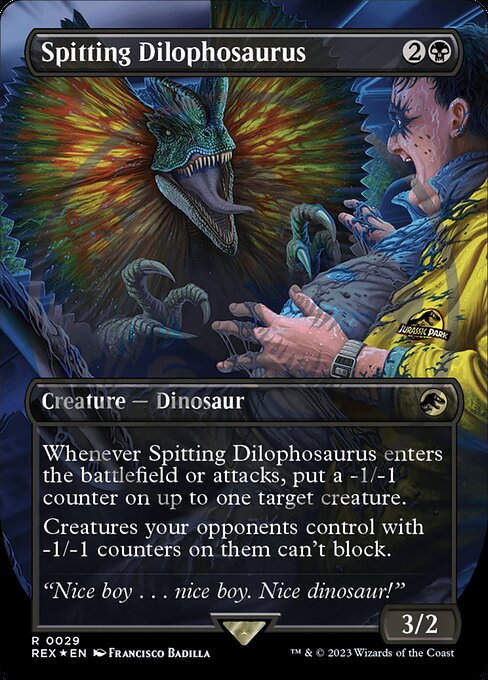 Spitting Dilophosaurus 2
JURASSIC PARK
Creature — Dinosaur
Whenever Spitting Dilophosaurus enters
the battlefield or attacks, put a -1/-1
counter on up to one target creature.
Creatures your opponents control with
-1/-1 counters on them can't block.
“Nice boy . . . nice boy. Nice dinosaur!”
3/2
R 0029
REX★EN Francisco Badilla
™ & © 2023 Wizards of the Coast